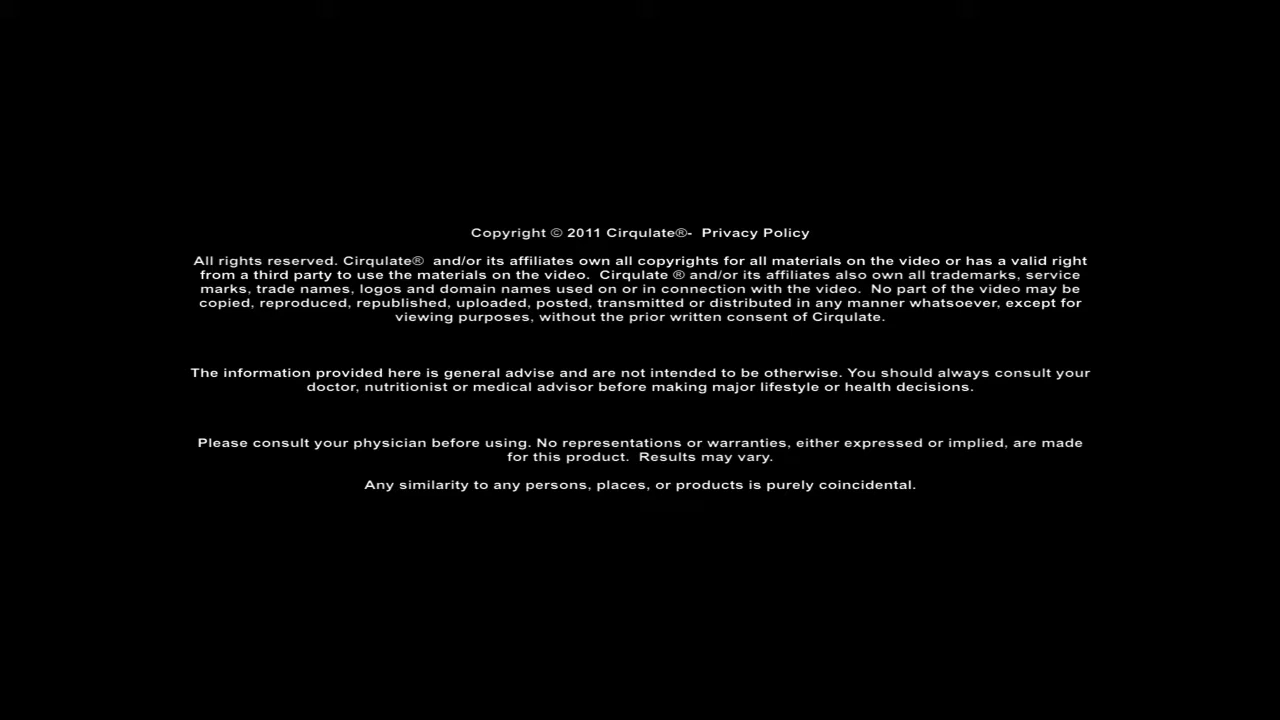 Copyright © 2011 Cirqulate®-  Privacy Policy
All rights reserved. Cirqulate®  and/or its affiliates own all copyrights for all materials on the video or has a valid right
from a third party to use the materials on the video.  Cirqulate ® and/or its affiliates also own all trademarks, service
marks, trade names, logos and domain names used on or in connection with the video.  No part of the video may be
copied, reproduced, republished, uploaded, posted, transmitted or distributed in any manner whatsoever, except for
viewing purposes, without the prior written consent of Cirqulate.
The information provided here is general advise and are not intended to be otherwise. You should always consult your
doctor, nutritionist or medical advisor before making major lifestyle or health decisions.
Please consult your physician before using. No representations or warranties, either expressed or implied, are made
for this product.  Results may vary.
Any similarity to any persons, places, or products is purely coincidental.